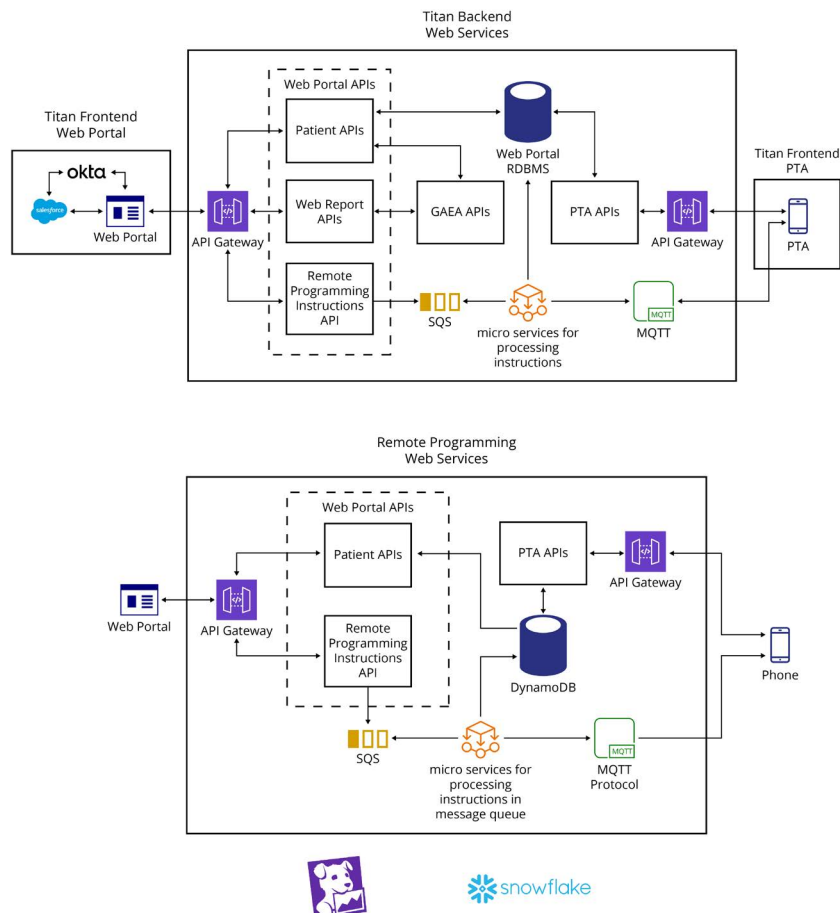 Titan Backend
Web Services
Titan Frontend
Web Portal
okta
salesforce
Web Portal
API Gateway
Web Portal APIs
Patient APIs
Web Report
APIs
Remote
Programming
Instructions
API
GAEA APIs
Web Portal
RDBMS
PTA APIs
API Gateway
SQS
micro services for
processing
instructions
MQTT
MQTT
Titan Frontend
PTA
PTA
Remote Programming
Web Services
Web Portal
API Gateway
Web Portal APIs
Patient APIs
Remote
Programming
Instructions
API
PTA APIs
API Gateway
DynamoDB
SQS
micro services for
processing
instructions in
message queue
MQTT
MQTT
Protocol
Phone
snowflake